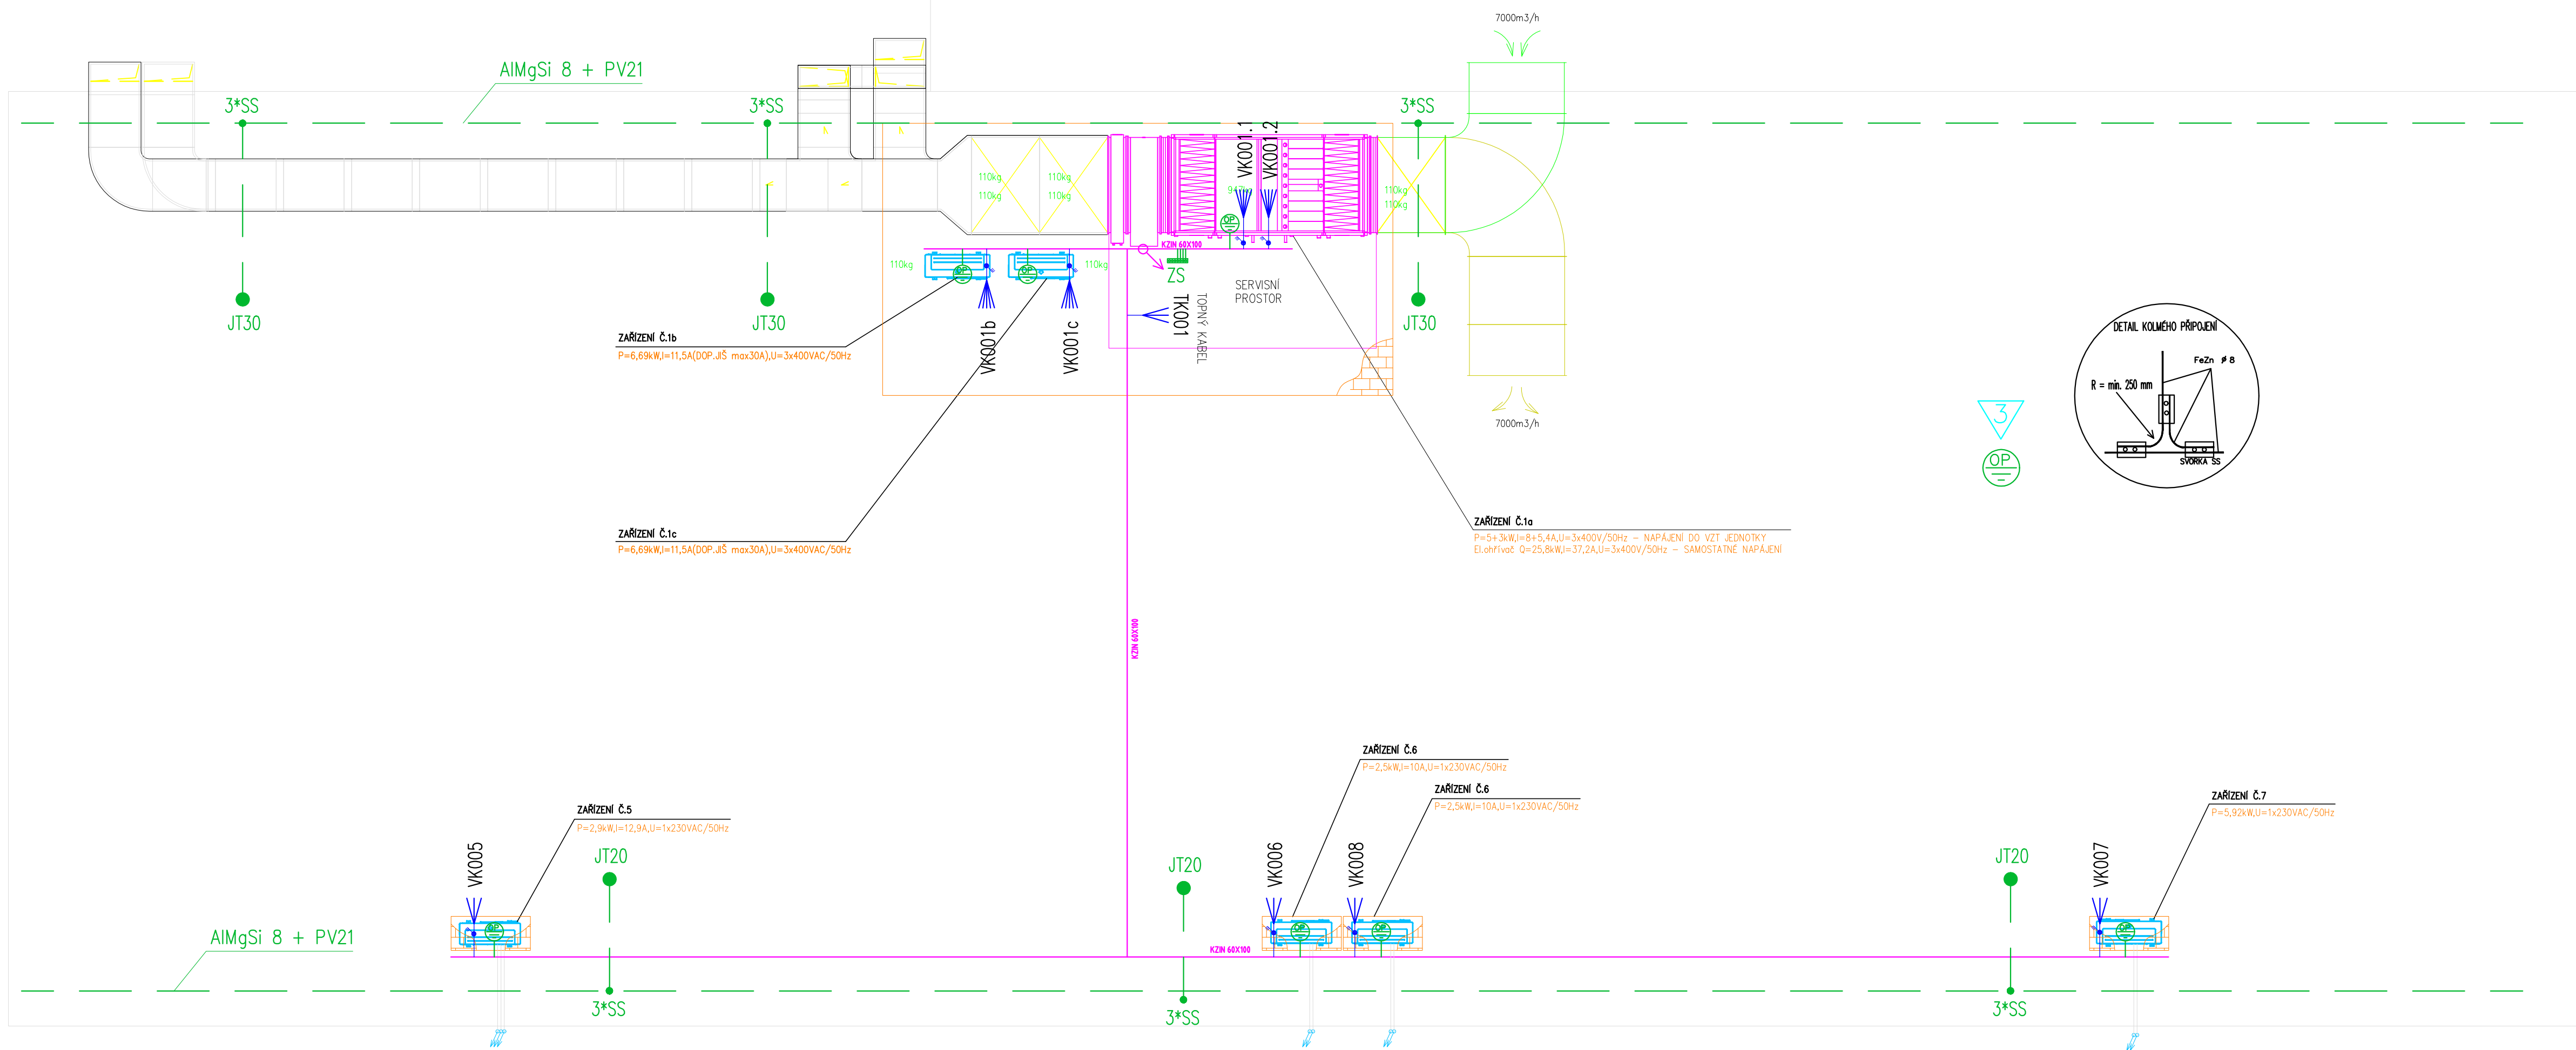 7000m3/h
AlMgSi 8 + PV21
3*SS
3*SS
3*SS
VK001.1
VK001.2
110kg
110kg
110kg
110kg
110kg
110kg
OP
KZIN 60X100
110kg
110kg
OP
OP
ZS
SERVISNÍ
PROSTOR
TK001
TOPNÝ KABEL
JT30
JT30
JT30
VK001b
VK001c
ZAŘÍZENÍ Č.1b
P=6,69kW,I=11,5A(DOP.JIŠ max30A),U=3x400VAC/50Hz
DETAIL KOLMÉHO PŘIPOJENÍ
FeZn ø 8
R = min. 250 mm
SVORKA SS
3
OP
7000m3/h
ZAŘÍZENÍ Č.1c
P=6,69kW,I=11,5A(DOP.JIŠ max30A),U=3x400VAC/50Hz
ZAŘÍZENÍ Č.1a
P=5+3kW,I=8+5,4A,U=3x400V/50Hz – NAPÁJENÍ DO VZT JEDNOTKY
El.ohřívač Q=25,8kW,I=37,2A,U=3x400V/50Hz – SAMOSTATNÉ NAPÁJENÍ
KZIN 60X100
ZAŘÍZENÍ Č.6
P=2,5kW,I=10A,U=1x230VAC/50Hz
ZAŘÍZENÍ Č.6
P=2,5kW,I=10A,U=1x230VAC/50Hz
ZAŘÍZENÍ Č.7
P=5,92kW,U=1x230VAC/50Hz
ZAŘÍZENÍ Č.5
P=2,9kW,I=12,9A,U=1x230VAC/50Hz
VK005
JT20
JT20
VK006
VK008
JT20
VK007
OP
OP
OP
OP
AlMgSi 8 + PV21
KZIN 60X100
3*SS
3*SS
3*SS